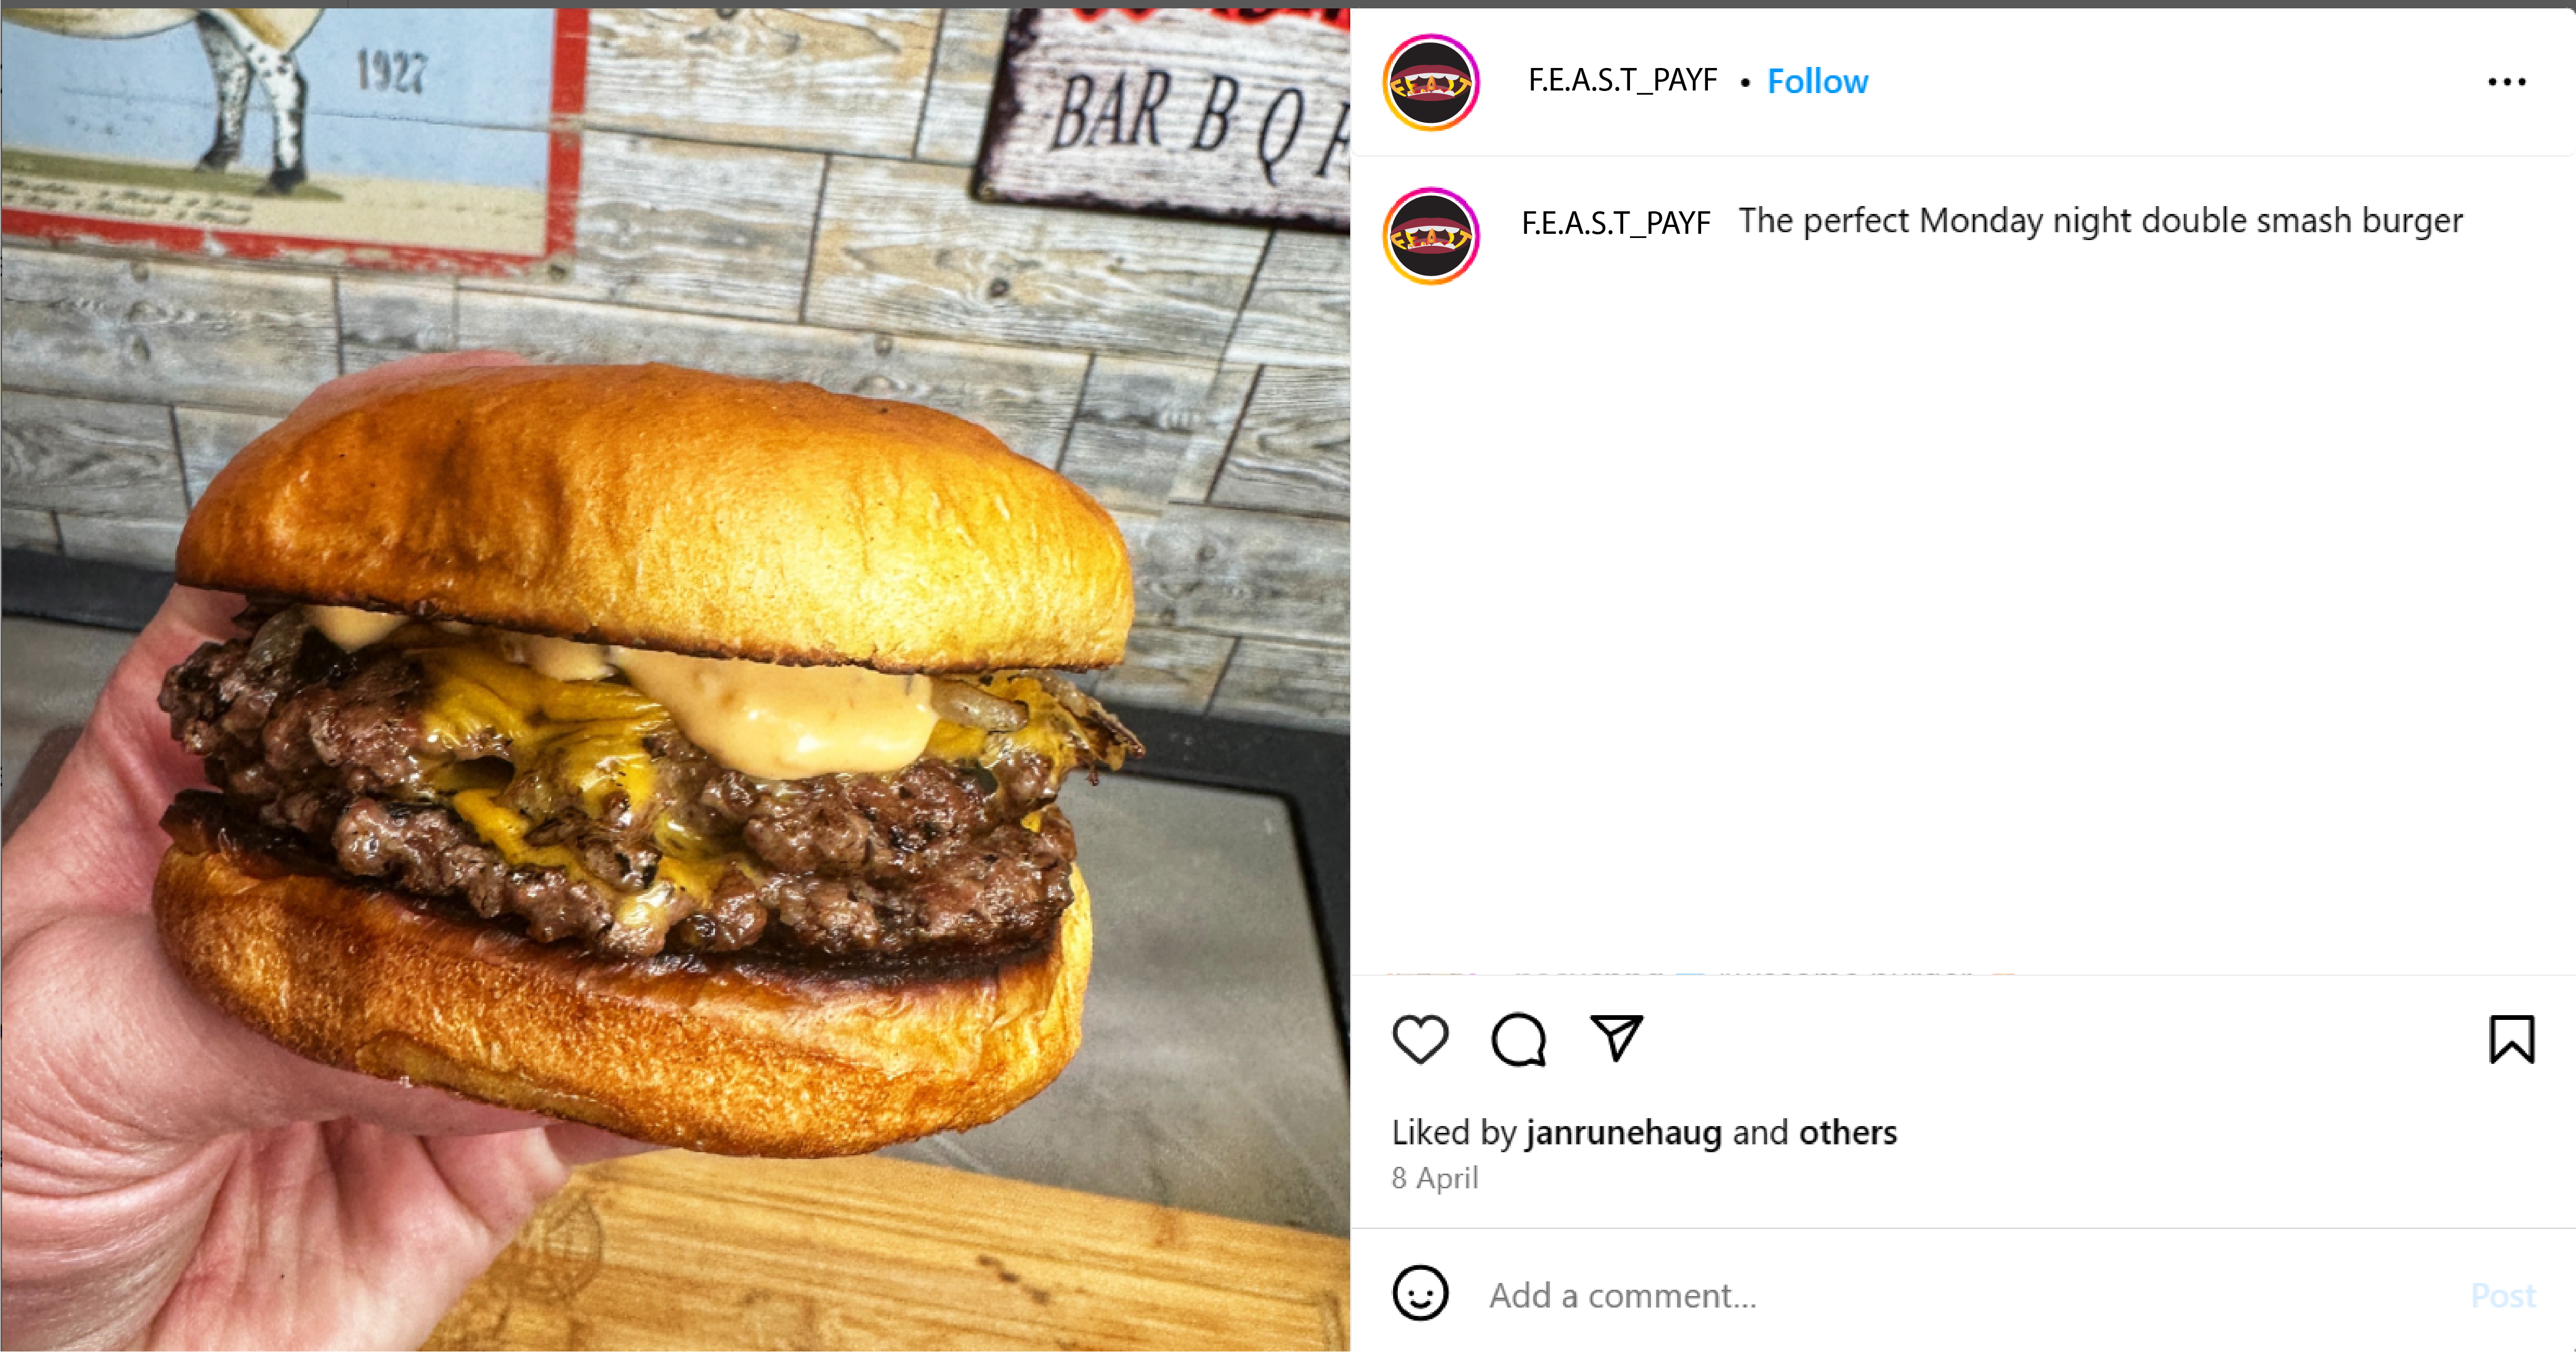 1927
BAR B Q
F.E.A.S.T_PAYF • Follow
F.E.A.S.T
F.E.A.S.T_PAYF The perfect Monday night double smash burger
F.E.A.S.T
Liked by janrunehaug and others
8 April
Add a comment...
Post